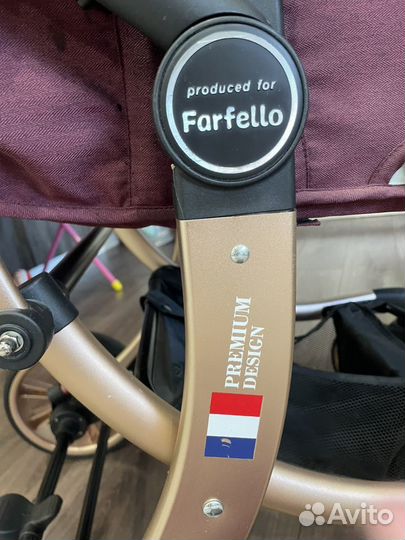 produced for
Farfello
PREMIUM
DESIGN
Avito